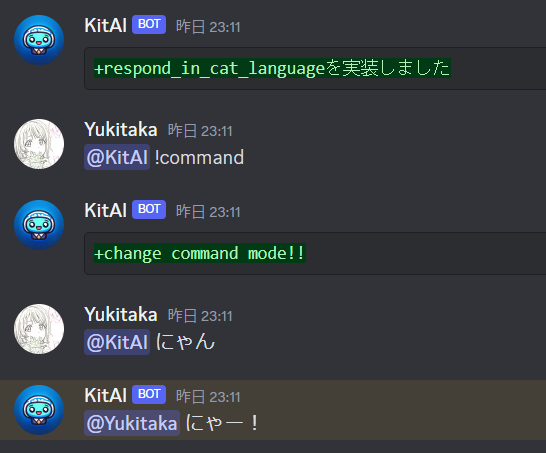 KitAI BOT 昨日 23:11
+respond_in_cat_languageを実装しました
Yukitaka 昨日 23:11
@KitAI !command
KitAI BOT 昨日 23:11
+change command mode!!
Yukitaka 昨日 23:11
@KitAI にゃん
KitAI BOT 昨日 23:11
@Yukitaka にゃー！